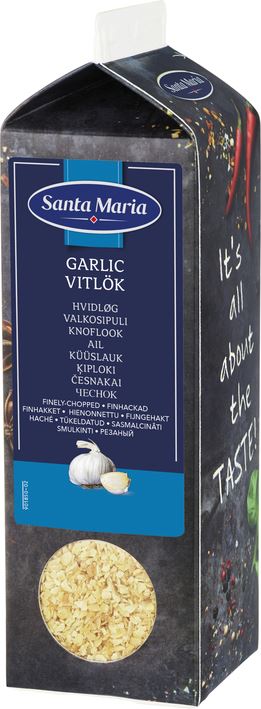 Santa Maria
Santa Maria
GARLIC
VITLÖK
HVIDLØG
VALKOSIPULI
KNOFLOOK
AIL
KÜÜSLAUK
ĶIPLOKI
ČESNAKAI
ЧЕСНОК
FINELY-CHOPPED • FINHACKAD
FINHAKKET • HIENONNETTU • FIJNGEHAKT
HACHÉ • TÜKELDATUD • SASMALCINĀTI
SMULKINTI • РЕЗАНЫЙ
It's
all
about
the
TASTE!